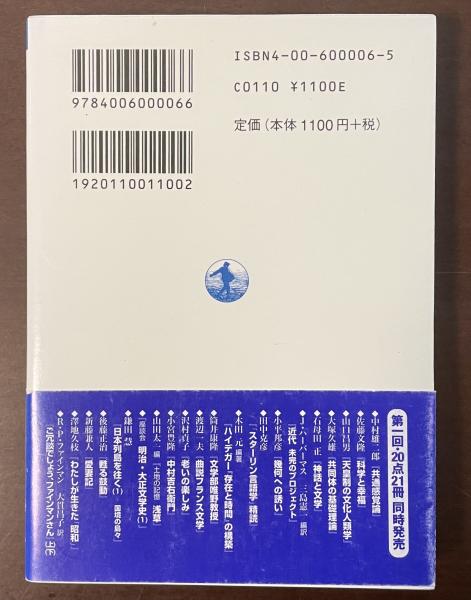 ISBN4-00-600006-5
C0110 ¥1100E
定価(本体1100円+税)
9784006000066
1920110011002
第一回・20点21冊 同時発売
◆中村雄二郎『共通感覚論』
◆佐藤文隆『科学と幸福』
◆山口昌男『天皇制の文化人類学』
◆大塚久雄『共同体の基礎理論』
◆石母田 正『神話と文学』
◆J・ハーバーマス 三島憲一 編訳
『近代 未完のプロジェクト』
◆小平邦彦『幾何への誘い』
◆田中克彦
『「スターリン言語学」精読』
◆木田 元 編著
『ハイデガー『存在と時間』の構築』
◆筒井康隆『文学部唯野教授』
◆渡辺一夫『曲説フランス文学』
◆沢村貞子『老いの楽しみ』
◆小宮豊隆『中村吉右衛門』
◆山田太一 編『土地の記憶 浅草』
◆『座談会 明治・大正文学史(1)』
◆鎌田 慧
『日本列島を往く(1) 国境の島々』
◆後藤正治『甦る鼓動』
◆新藤兼人『愛妻記』
◆澤地久枝『わたしが生きた「昭和」』
◆R・P・ファインマン 大貫昌子 訳
『ご冗談でしょう、ファインマンさん』(上)(下)